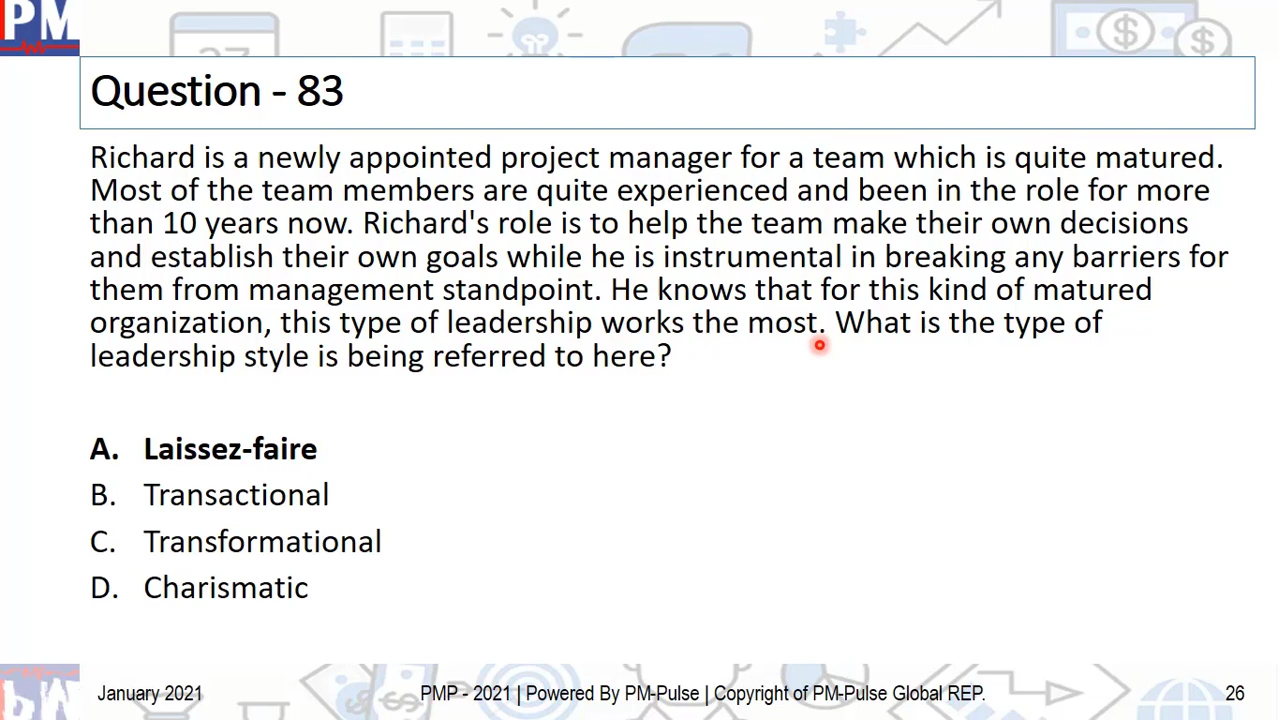 PM
Question - 83
Richard is a newly appointed project manager for a team which is quite matured.
Most of the team members are quite experienced and been in the role for more
than 10 years now. Richard's role is to help the team make their own decisions
and establish their own goals while he is instrumental in breaking any barriers for
them from management standpoint. He knows that for this kind of matured
organization, this type of leadership works the most. What is the type of
leadership style is being referred to here?
A. Laissez-faire
B. Transactional
C. Transformational
D. Charismatic
January 2021
PMP - 2021 | Powered By PM-Pulse | Copyright of PM-Pulse Global REP.
26